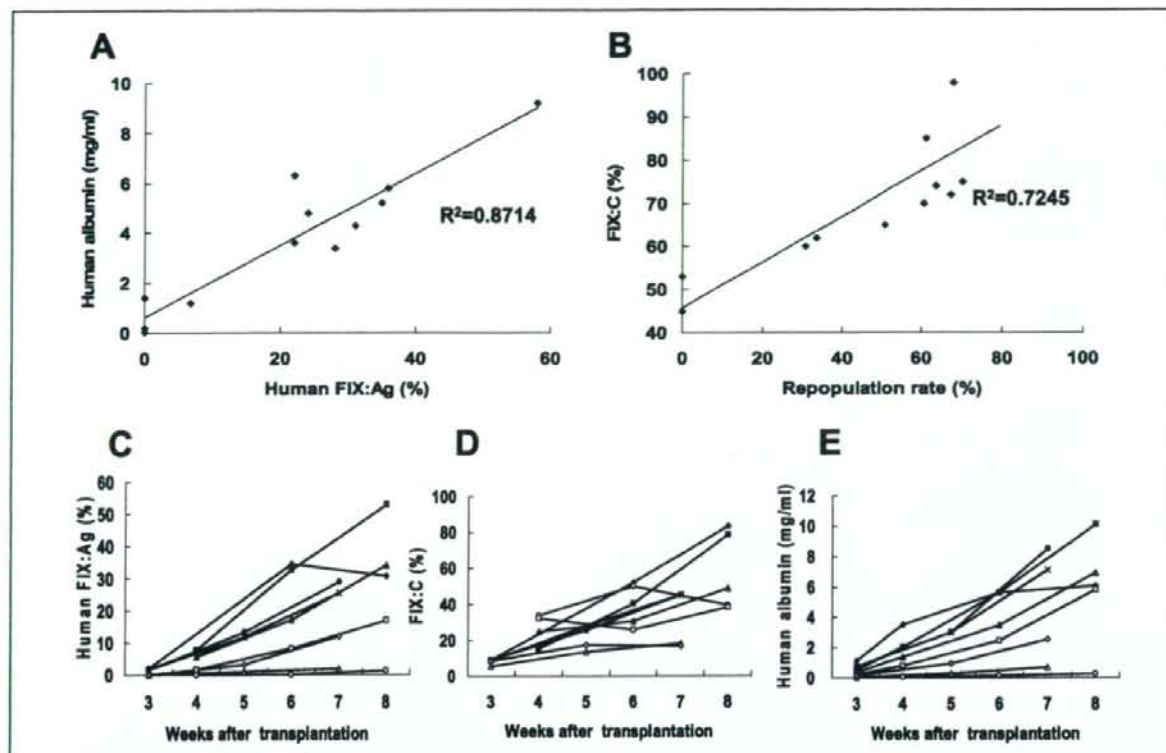 A
Human albumin (mg/ml)
10
8
6
4
2
0
0 20 40 60
Human FIX:Ag (%)
R²=0.8714
B
FIX:C (%)
100
90
80
70
60
50
40
0 20 40 60 80 100
Repopulation rate (%)
R²=0.7245
C
Human FIX:Ag (%)
60
50
40
30
20
10
0
3 4 5 6 7 8
Weeks after transplantation
D
FIX:C (%)
100
80
60
40
20
0
3 4 5 6 7 8
Weeks after transplantation
E
Human albumin (mg/ml)
12
10
8
6
4
2
0
3 4 5 6 7 8
Weeks after transplantation